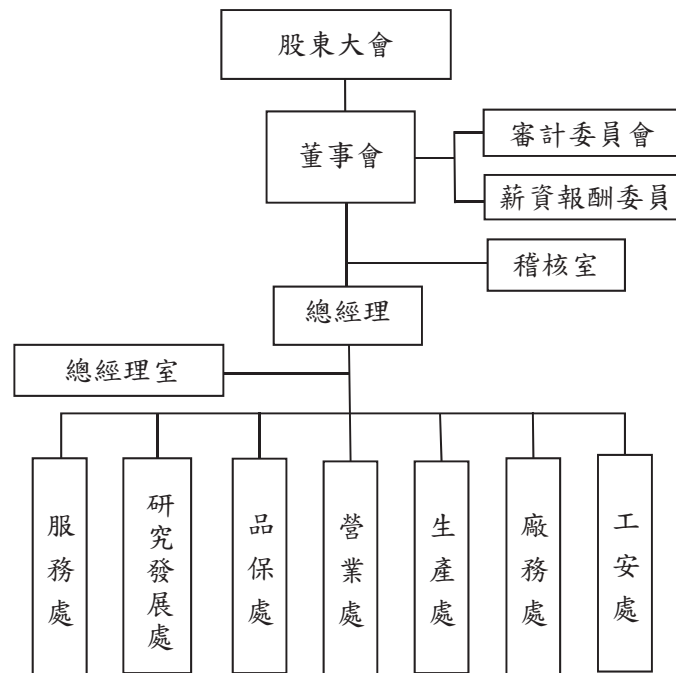 股東大會
董事會
審計委員會
薪資報酬委員
稽核室
總經理
總經理室
服務處
研究發展處
品保處
營業處
生產處
廠務處
工安處